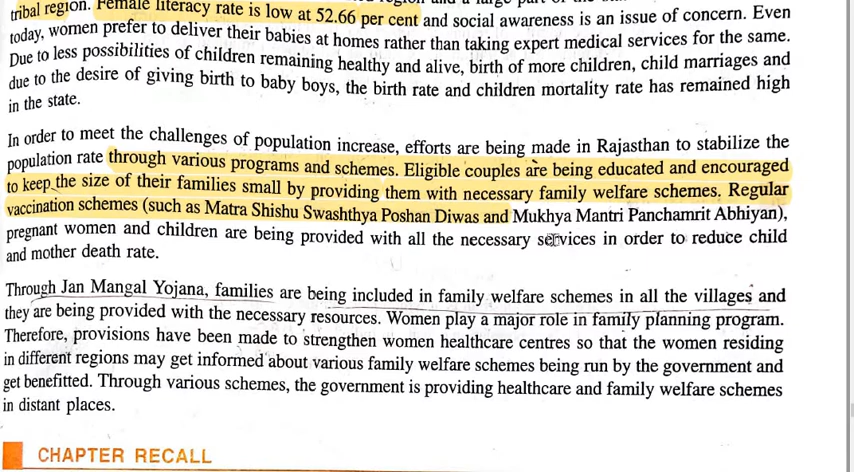 tribal region. Female literacy rate is low at 52.66 per cent and social awareness is an issue of concern. Even
today, women prefer to deliver their babies at homes rather than taking expert medical services for the same.
Due to less possibilities of children remaining healthy and alive, birth of more children, child marriages and
due to the desire of giving birth to baby boys, the birth rate and children mortality rate has remained high
in the state.
In order to meet the challenges of population increase, efforts are being made in Rajasthan to stabilize the
population rate through various programs and schemes. Eligible couples are being educated and encouraged
to keep the size of their families small by providing them with necessary family welfare schemes. Regular
vaccination schemes (such as Matra Shishu Swashthya Poshan Diwas and Mukhya Mantri Panchamrit Abhiyan),
pregnant women and children are being provided with all the necessary services in order to reduce child
and mother death rate.
Through Jan Mangal Yojana, families are being included in family welfare schemes in all the villages and
they are being provided with the necessary resources. Women play a major role in family planning program.
Therefore, provisions have been made to strengthen women healthcare centres so that the women residing
in different regions may get informed about various family welfare schemes being run by the government and
get benefitted. Through various schemes, the government is providing healthcare and family welfare schemes
in distant places.
CHAPTER RECALL